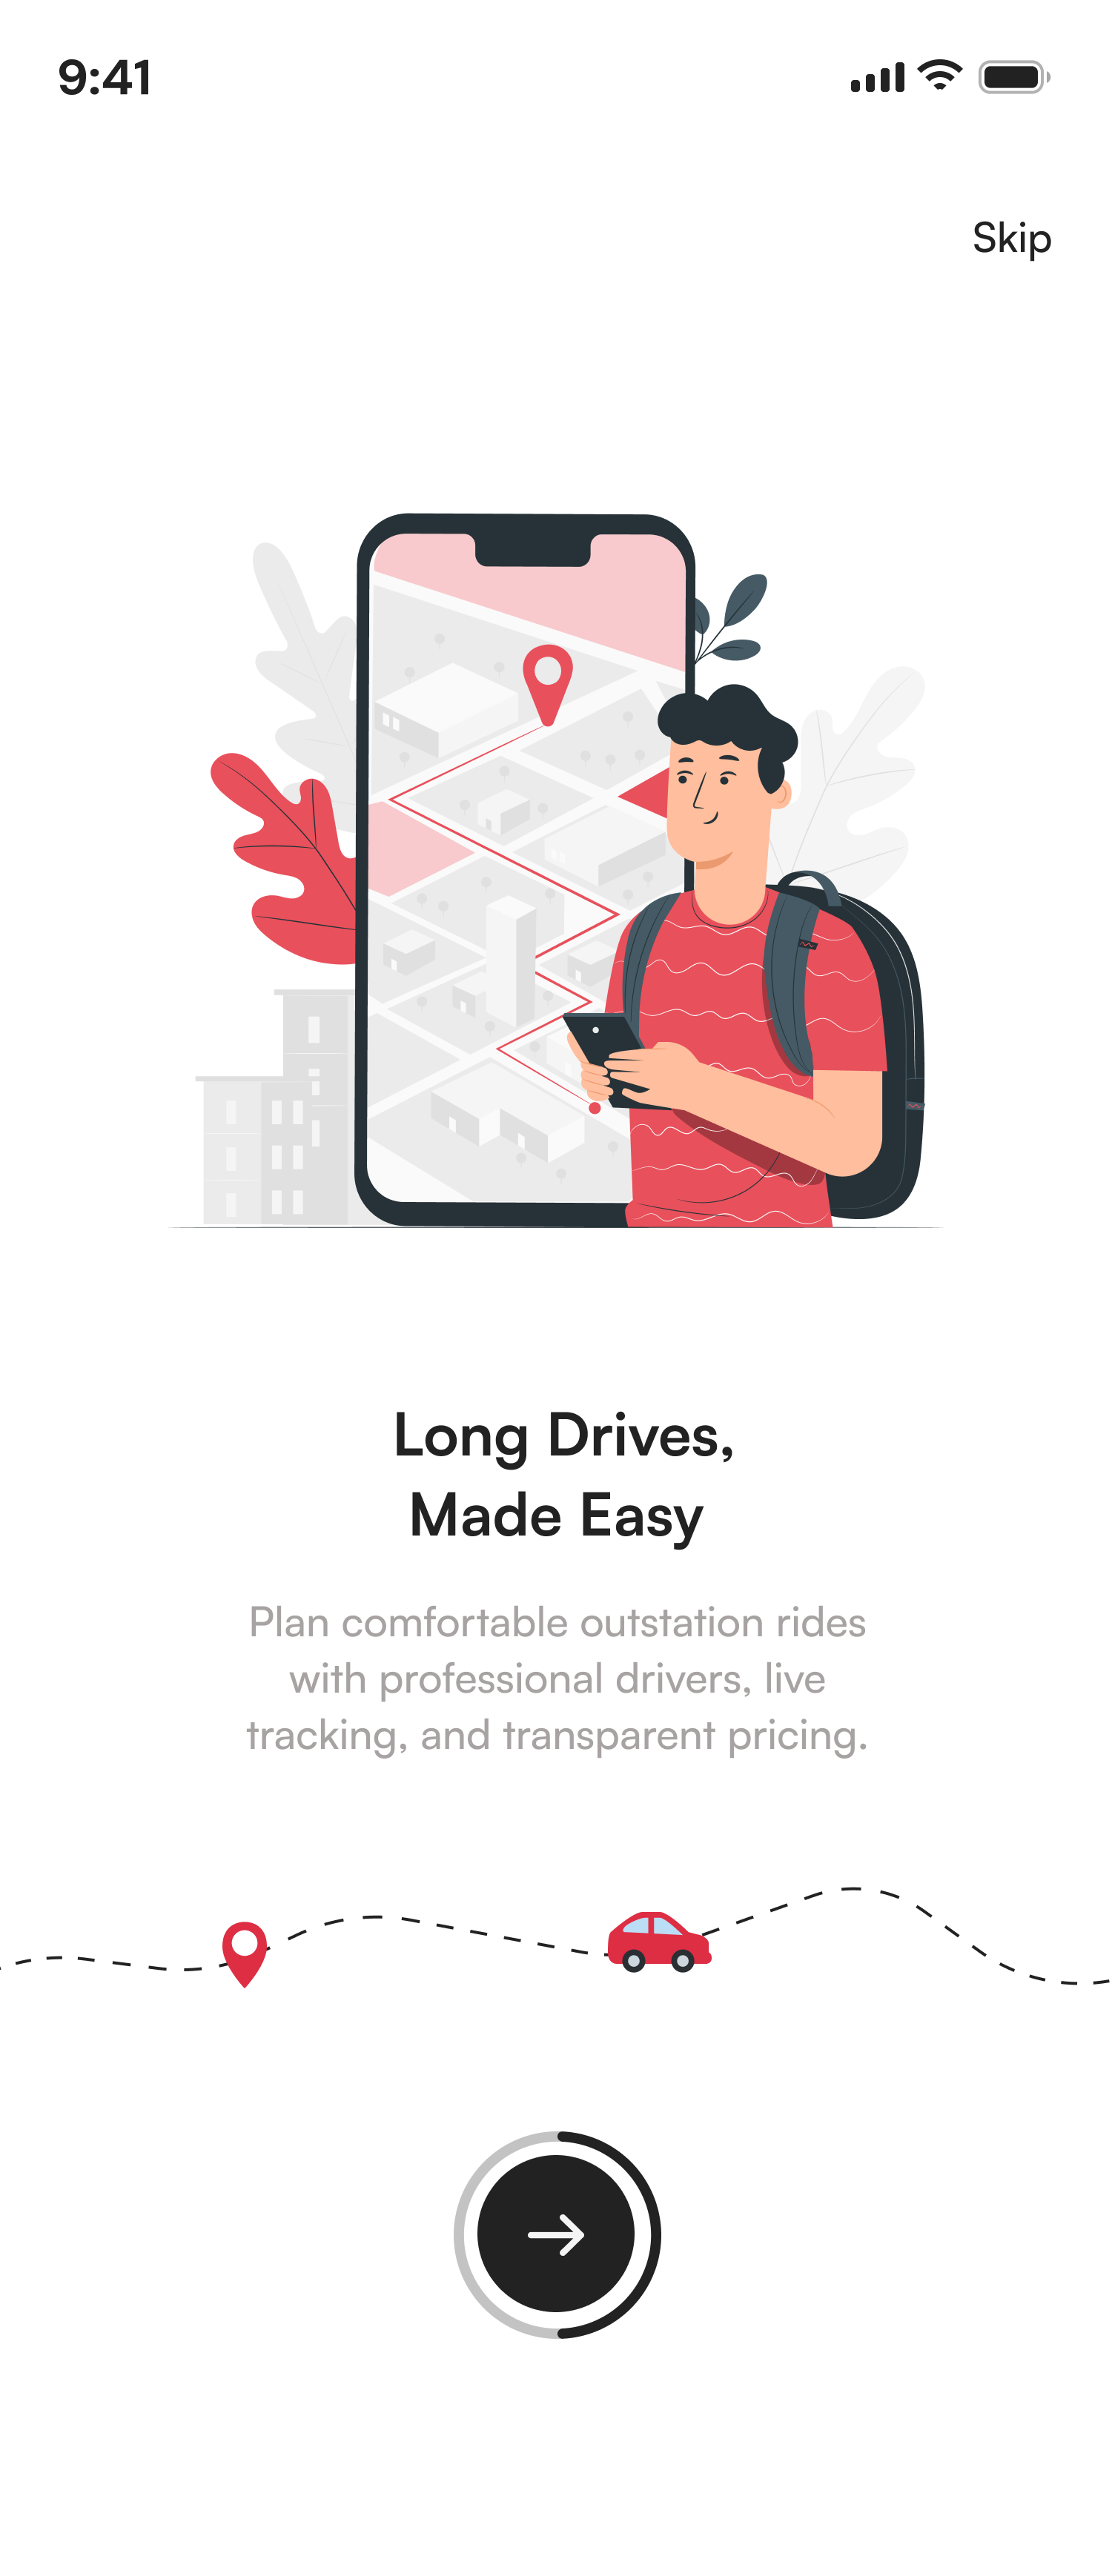 9:41
Skip
Long Drives,
Made Easy
Plan comfortable outstation rides
with professional drivers, live
tracking, and transparent pricing.